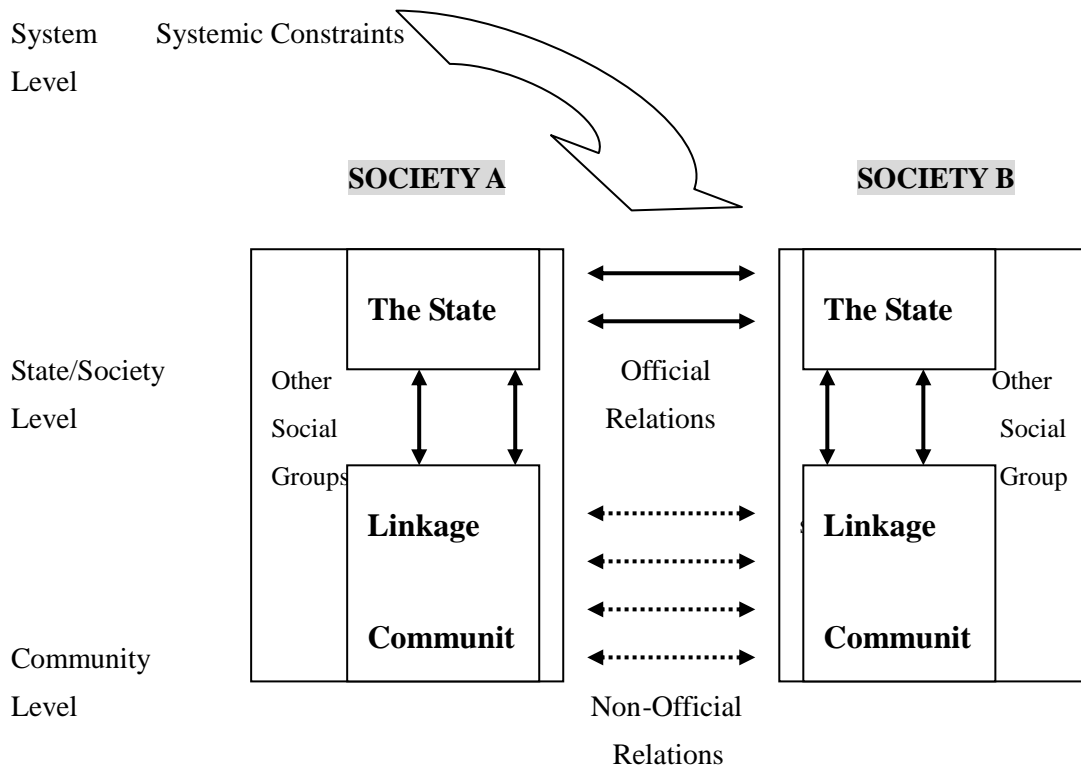 System Systemic Constraints
Level
SOCIETY A SOCIETY B
The State The State
State/Society
Level
Other
Social
Groups
Official
Relations
Other
Social
Group
s
Linkage Linkage
Communit Communit
Community
Level
Non-Official
Relations